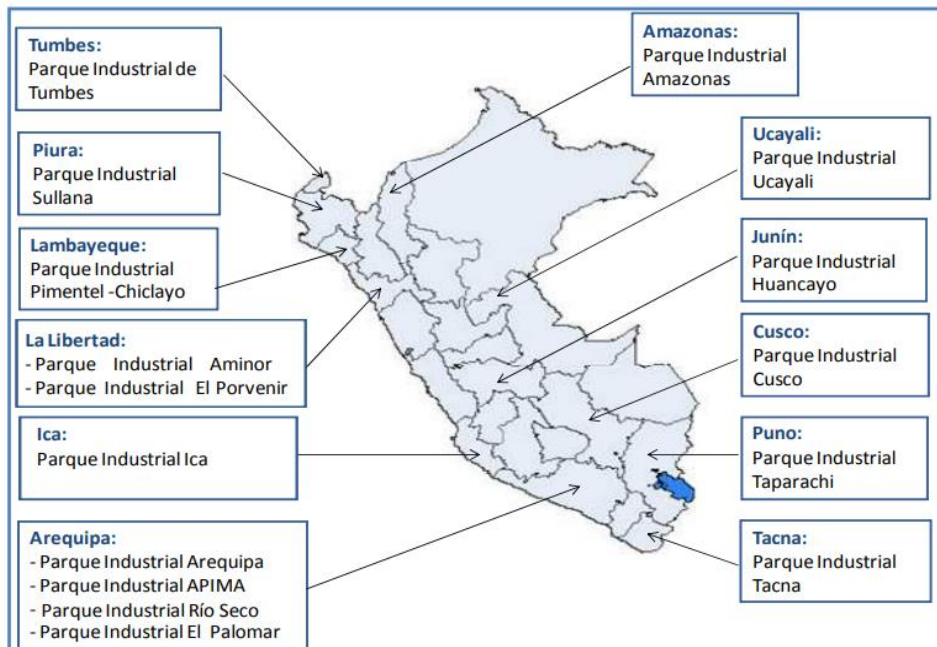 Tumbes:
Parque Industrial de
Tumbes
Piura:
Parque Industrial
Sullana
Lambayeque:
Parque Industrial
Pimentel -Chiclayo
La Libertad:
- Parque Industrial Aminor
- Parque Industrial El Porvenir
Ica:
Parque Industrial Ica
Arequipa:
- Parque Industrial Arequipa
- Parque Industrial APIMA
- Parque Industrial Río Seco
- Parque Industrial El Palomar
Amazonas:
Parque Industrial
Amazonas
Ucayali:
Parque Industrial
Ucayali
Junín:
Parque Industrial
Huancayo
Cusco:
Parque Industrial
Cusco
Puno:
Parque Industrial
Taparachi
Tacna:
Parque Industrial
Tacna